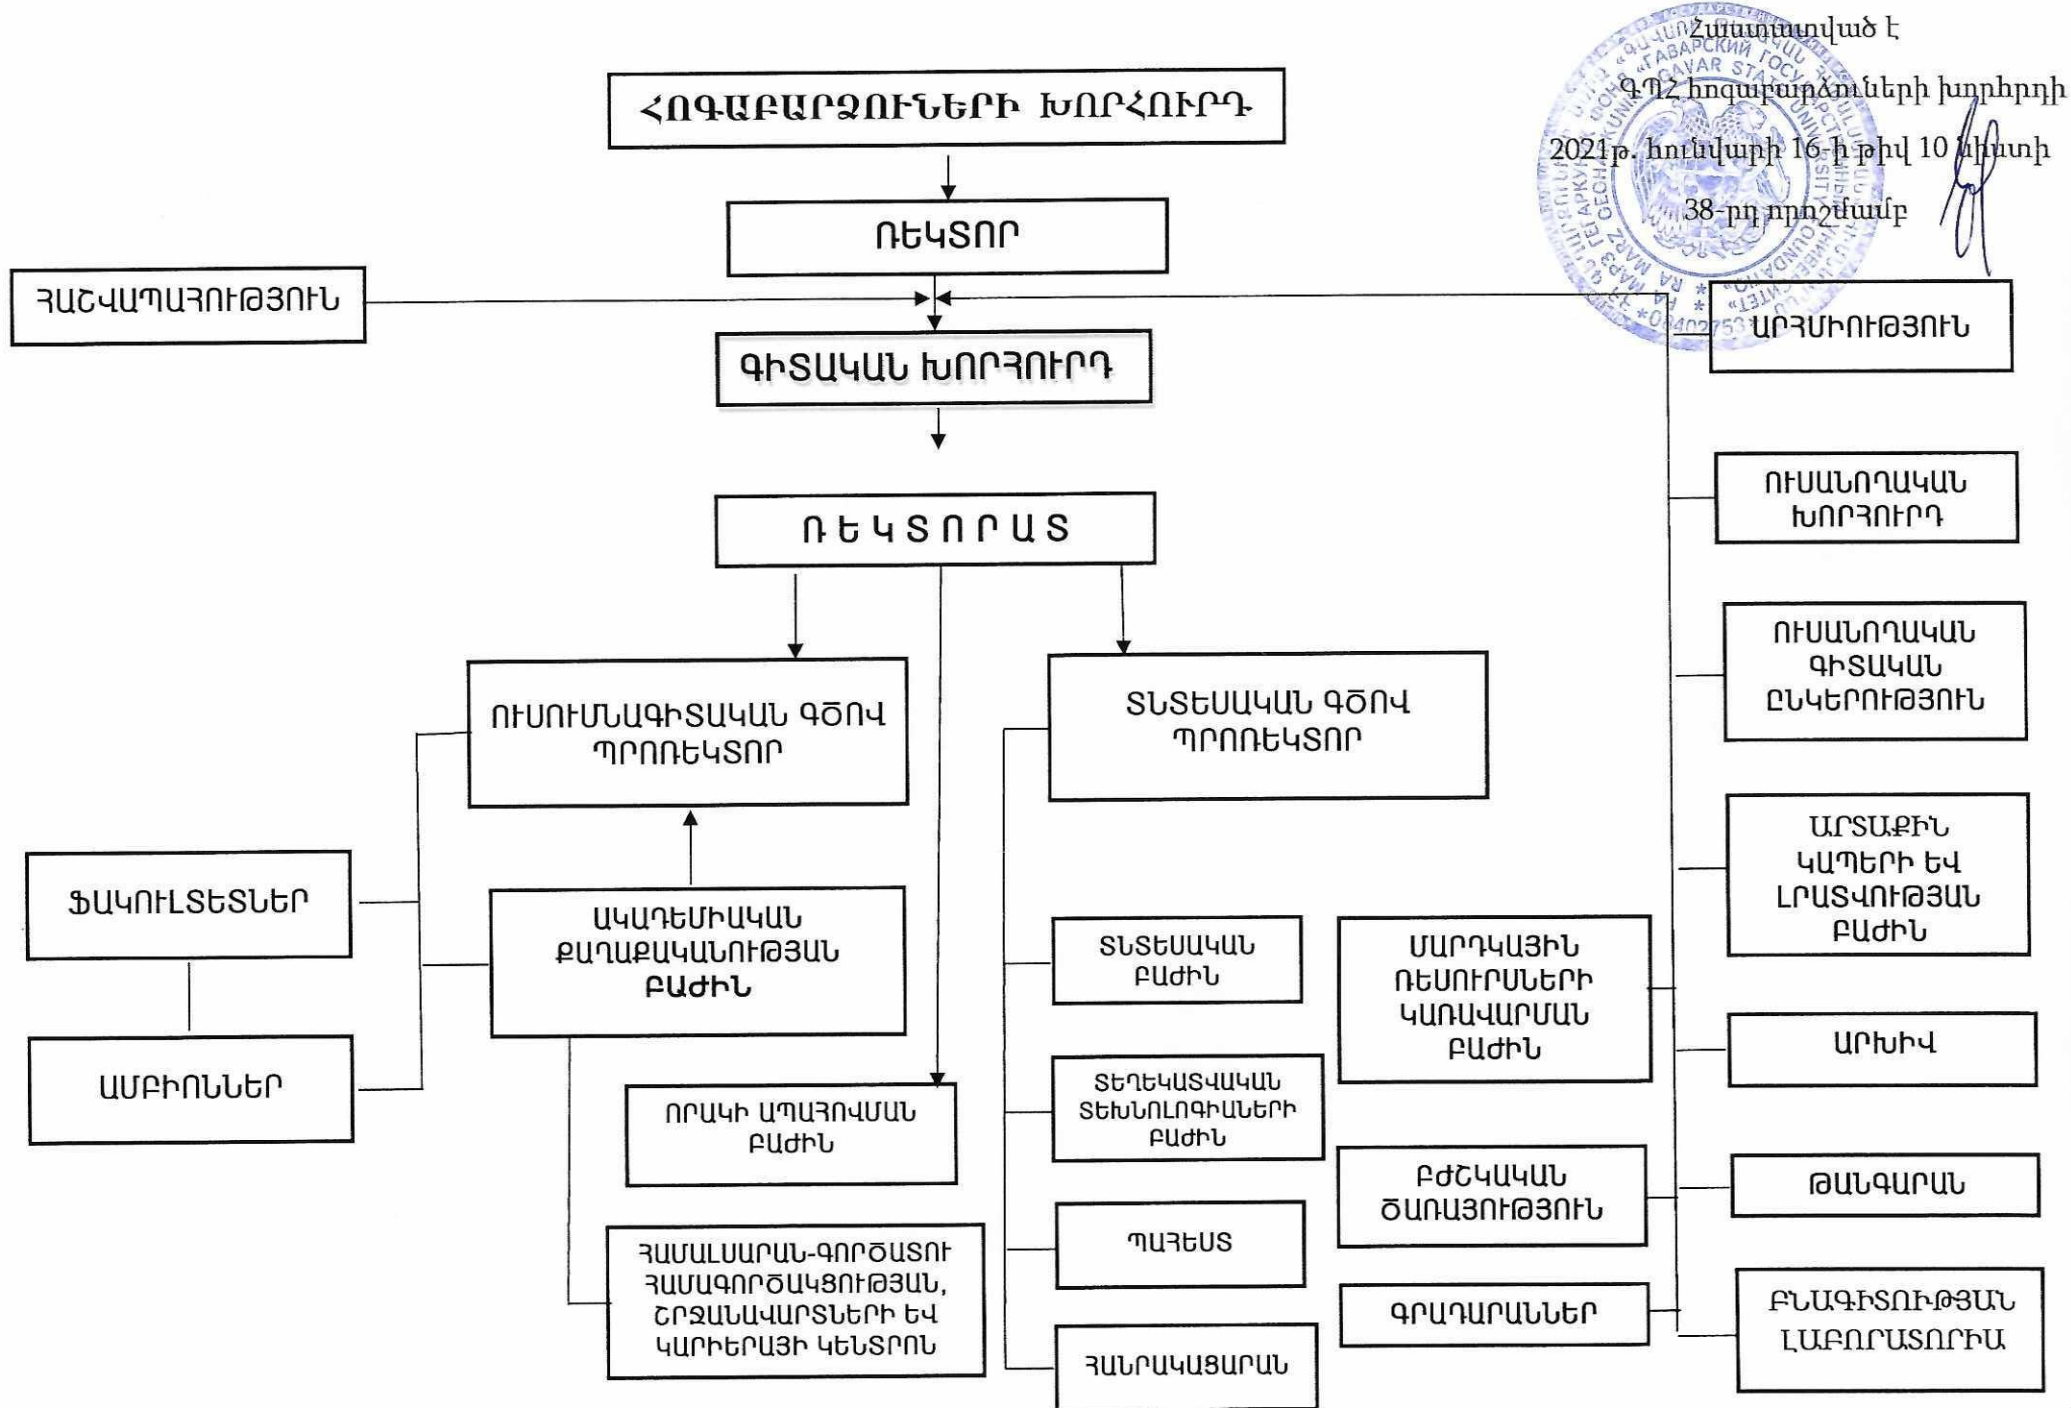 Հաստատված է
ԳՊՀ հոգաբարձուների խորհրդի
2021թ. հունվարի 16-ի թիվ 10 նիստի
38-րդ որոշմամբ
ՀՈԳԱԲԱՐՁՈՒՆԵՐԻ ԽՈՐՀՈՒՐԴ
ՌԵԿՏՈՐ
ՀԱՇՎԱՊԱՀՈՒԹՅՈՒՆ
ԳԻՏԱԿԱՆ ԽՈՐՀՈՒՐԴ
ՌԵԿՏՈՐԱՏ
ՈՒՍՈՒՄՆԱԳԻՏԱԿԱՆ ԳԾՈՎ
ՊՐՈՌԵԿՏՈՐ
ՏՆՏԵՍԱԿԱՆ ԳԾՈՎ
ՊՐՈՌԵԿՏՈՐ
ՖԱԿՈՒԼՏԵՏՆԵՐ
ԱՄԲԻՈՆՆԵՐ
ԱԿԱԴԵՄԻԱԿԱՆ
ՔԱՂԱՔԱԿԱՆՈՒԹՅԱՆ
ԲԱԺԻՆ
ՈՐԱԿԻ ԱՊԱՀՈՎՄԱՆ
ԲԱԺԻՆ
ՀԱՄԱԼՍԱՐԱՆ-ԳՈՐԾԱՏՈՒ
ՀԱՄԱԳՈՐԾԱԿՑՈՒԹՅԱՆ,
ՇՐՋԱՆԱՎԱՐՏՆԵՐԻ ԵՎ
ԿԱՐԻԵՐԱՅԻ ԿԵՆՏՐՈՆ
ՏՆՏԵՍԱԿԱՆ
ԲԱԺԻՆ
ՏԵՂԵԿԱՏՎԱԿԱՆ
ՏԵԽՆՈԼՈԳԻԱՆԵՐԻ
ԲԱԺԻՆ
ՊԱՀԵՍՏ
ՀԱՆՐԱԿԱՑԱՐԱՆ
ՄԱՐԴԿԱՅԻՆ
ՌԵՍՈՒՐՍՆԵՐԻ
ԿԱՌԱՎԱՐՄԱՆ
ԲԱԺԻՆ
ԲԺՇԿԱԿԱՆ
ԾԱՌԱՅՈՒԹՅՈՒՆ
ԳՐԱԴԱՐԱՆՆԵՐ
ԱՐՀՄԻՈՒԹՅՈՒՆ
ՈՒՍԱՆՈՂԱԿԱՆ
ԽՈՐՀՈՒՐԴ
ՈՒՍԱՆՈՂԱԿԱՆ
ԳԻՏԱԿԱՆ
ԸՆԿԵՐՈՒԹՅՈՒՆ
ԱՐՏԱՔԻՆ
ԿԱՊԵՐԻ ԵՎ
ԼՐԱՏՎՈՒԹՅԱՆ
ԲԱԺԻՆ
ԱՐԽԻՎ
ԹԱՆԳԱՐԱՆ
ԲՆԱԳԻՏՈՒԹՅԱՆ
ԼԱԲՈՐԱՏՈՐԻԱ